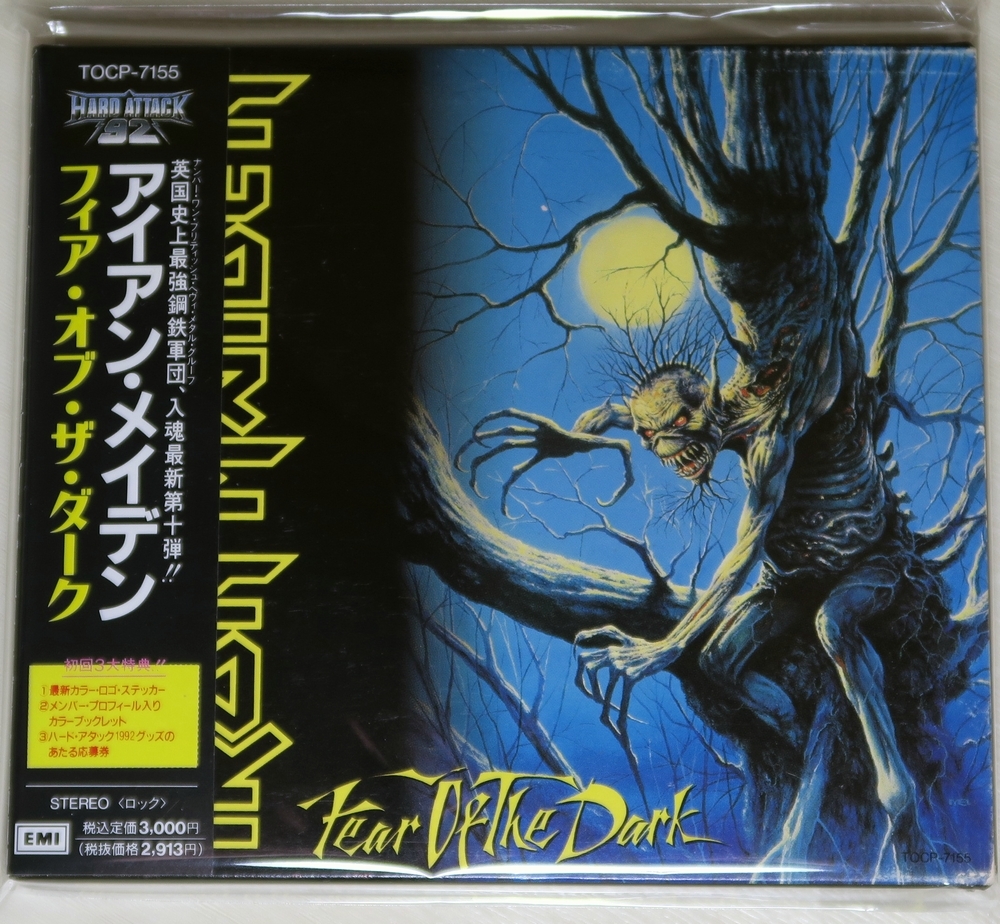 TOCP-7155
HARD ATTACK
92
ナンバー・ワン・ブリティッシュ・ヘヴィ・メタル・グループ
英国史上最強鋼鉄軍団、入魂最新第十弾!!
アイアン・メイデン
フィア・オブ・ザ・ダーク
初回3大特典!!
①最新カラー・ロゴ・ステッカー
②メンバー・プロフィール入り
カラーブックレット
③ハード・アタック1992グッズの
あたる応募券
STEREO〈ロック〉
EMI
税込定価3,000円
(税抜価格2,913円)
IRON MAIDEN
Fear Of The Dark
TOCP-7155